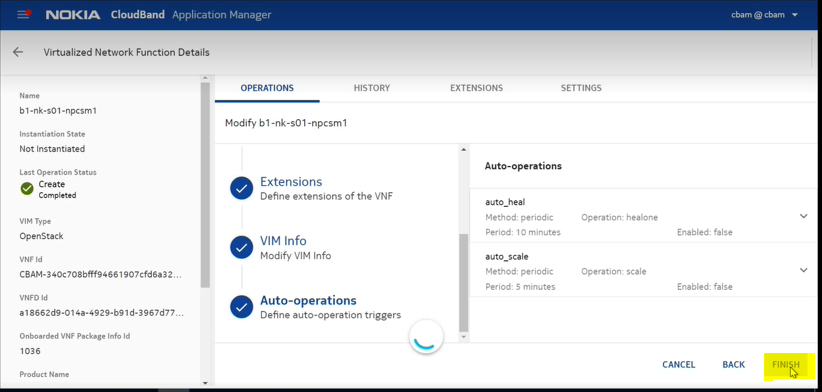 NOKIA CloudBand Application Manager
cbam @ cbam
Virtualized Network Function Details
Name
b1-nk-s01-npcsm1
Instantiation State
Not Instantiated
Last Operation Status
Create
Completed
VIM Type
OpenStack
VNF Id
CBAM-340c708bfff94661907cfd6a32...
VNFD Id
a18662d9-014a-4929-b91d-3967d77...
Onboarded VNF Package Info Id
1036
Product Name
OPERATIONS HISTORY EXTENSIONS SETTINGS
Modify b1-nk-s01-npcsm1
Extensions
Define extensions of the VNF
VIM Info
Modify VIM Info
Auto-operations
Define auto-operation triggers
Auto-operations
auto_heal
Method: periodic Operation: healone
Period: 10 minutes Enabled: false
auto_scale
Method: periodic Operation: scale
Period: 5 minutes Enabled: false
CANCEL BACK FINISH